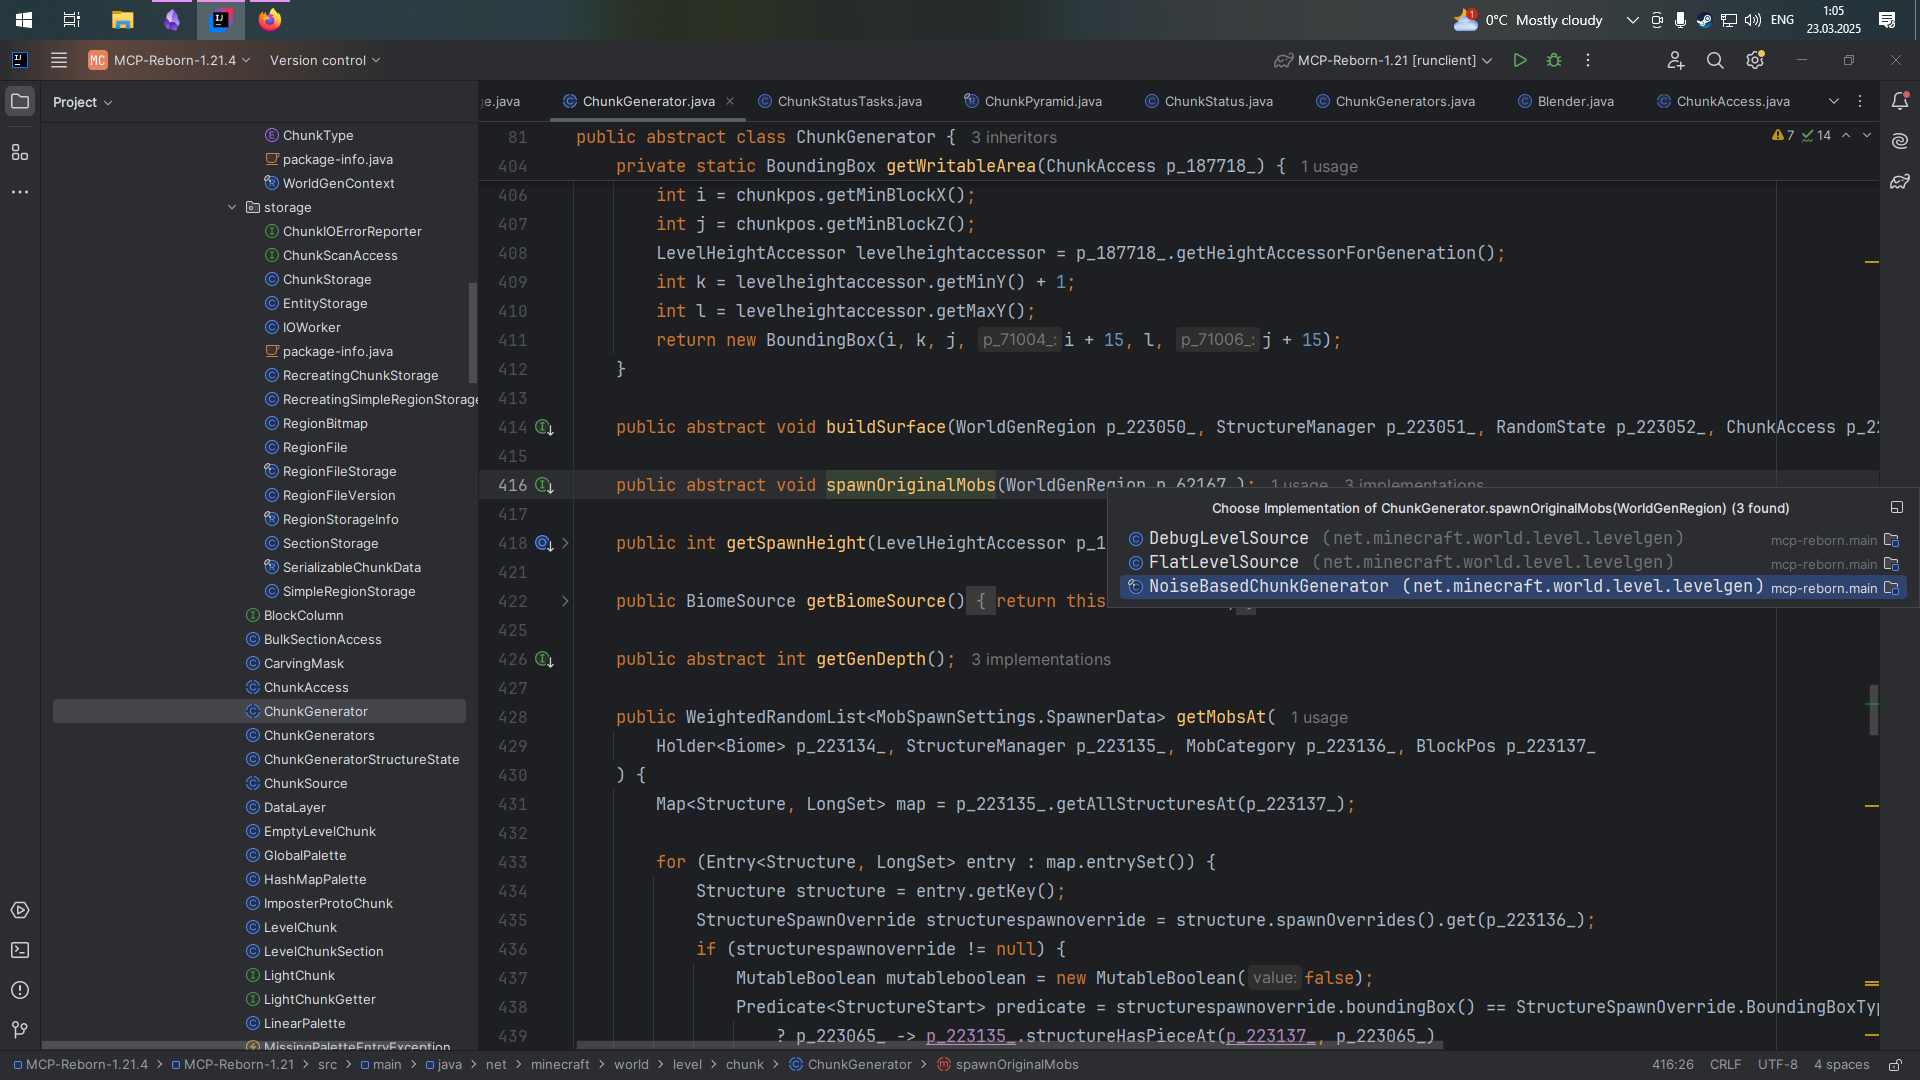 1
0°C Mostly cloudy
ENG
1:05
23.03.2025
MC MCP-Reborn-1.21.4
Version control
MCP-Reborn-1.21 [runclient]
Project
ge.java
ChunkGenerator.java
ChunkStatusTasks.java
ChunkPyramid.java
ChunkStatus.java
ChunkGenerators.java
Blender.java
ChunkAccess.java
ChunkType
package-info.java
WorldGenContext
storage
ChunkIOErrorReporter
ChunkScanAccess
ChunkStorage
EntityStorage
IOWorker
package-info.java
RecreatingChunkStorage
RecreatingSimpleRegionStorage
RegionBitmap
RegionFile
RegionFileStorage
RegionFileVersion
RegionStorageInfo
SectionStorage
SerializableChunkData
SimpleRegionStorage
BlockColumn
BulkSectionAccess
CarvingMask
ChunkAccess
ChunkGenerator
ChunkGenerators
ChunkGeneratorStructureState
ChunkSource
DataLayer
EmptyLevelChunk
GlobalPalette
HashMapPalette
ImposterProtoChunk
LevelChunk
LevelChunkSection
LightChunk
LightChunkGetter
LinearPalette
MissingPaletteEntryException
81 public abstract class ChunkGenerator { 3 inheritors
7 14
404 private static BoundingBox getWritableArea(ChunkAccess p_187718_) { 1 usage
406 int i = chunkpos.getMinBlockX();
407 int j = chunkpos.getMinBlockZ();
408 LevelHeightAccessor levelheightaccessor = p_187718_.getHeightAccessorForGeneration();
409 int k = levelheightaccessor.getMinY() + 1;
410 int l = levelheightaccessor.getMaxY();
411 return new BoundingBox(i, k, j, p_71004_: i + 15, l, p_71006_: j + 15);
412 }
413
414 public abstract void buildSurface(WorldGenRegion p_223050_, StructureManager p_223051_, RandomState p_223052_, ChunkAccess p_22
415
416 public abstract void spawnOriginalMobs(WorldGenRegion p_62167_); 1 usage 3 implementations
417
418 public int getSpawnHeight(LevelHeightAccessor p_1
421
422 public BiomeSource getBiomeSource() { return this
425
426 public abstract int getGenDepth(); 3 implementations
427
428 public WeightedRandomList<MobSpawnSettings.SpawnerData> getMobsAt( 1 usage
429 Holder<Biome> p_223134_, StructureManager p_223135_, MobCategory p_223136_, BlockPos p_223137_
430 ) {
431 Map<Structure, LongSet> map = p_223135_.getAllStructuresAt(p_223137_);
432
433 for (Entry<Structure, LongSet> entry : map.entrySet()) {
434 Structure structure = entry.getKey();
435 StructureSpawnOverride structurespawnoverride = structure.spawnOverrides().get(p_223136_);
436 if (structurespawnoverride != null) {
437 MutableBoolean mutableboolean = new MutableBoolean( value: false);
438 Predicate<StructureStart> predicate = structurespawnoverride.boundingBox() == StructureSpawnOverride.BoundingBoxTyp
439 ? p_223065_ -> p_223135_.structureHasPieceAt(p_223137_, p_223065_)
Choose Implementation of ChunkGenerator.spawnOriginalMobs(WorldGenRegion) (3 found)
DebugLevelSource (net.minecraft.world.level.levelgen) mcp-reborn.main
FlatLevelSource (net.minecraft.world.level.levelgen) mcp-reborn.main
NoiseBasedChunkGenerator (net.minecraft.world.level.levelgen) mcp-reborn.main
MCP-Reborn-1.21.4 > MCP-Reborn-1.21 > src > main > java > net > minecraft > world > level > chunk > ChunkGenerator > spawnOriginalMobs
416:26 CRLF UTF-8 4 spaces